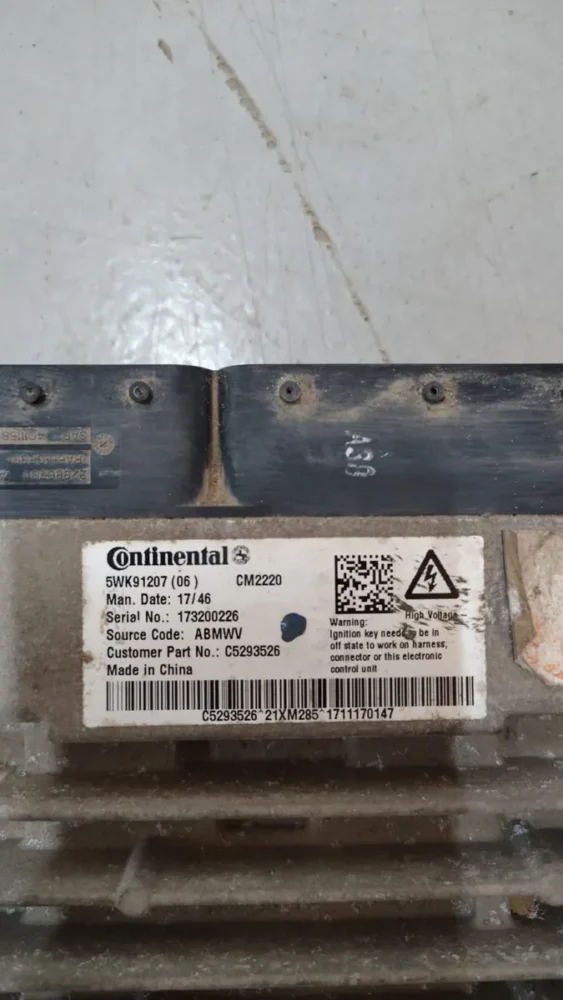 A30
Continental
5WK91207 (06 ) CM2220
Man. Date: 17/46
Serial No.: 173200226
Source Code: ABMWV
Customer Part No.: C5293526
Made in China
High Voltage
Warning:
Ignition key needs to be in
off state to work on harness,
connector or this electronic
control unit
C5293526^21XM285^1711170147